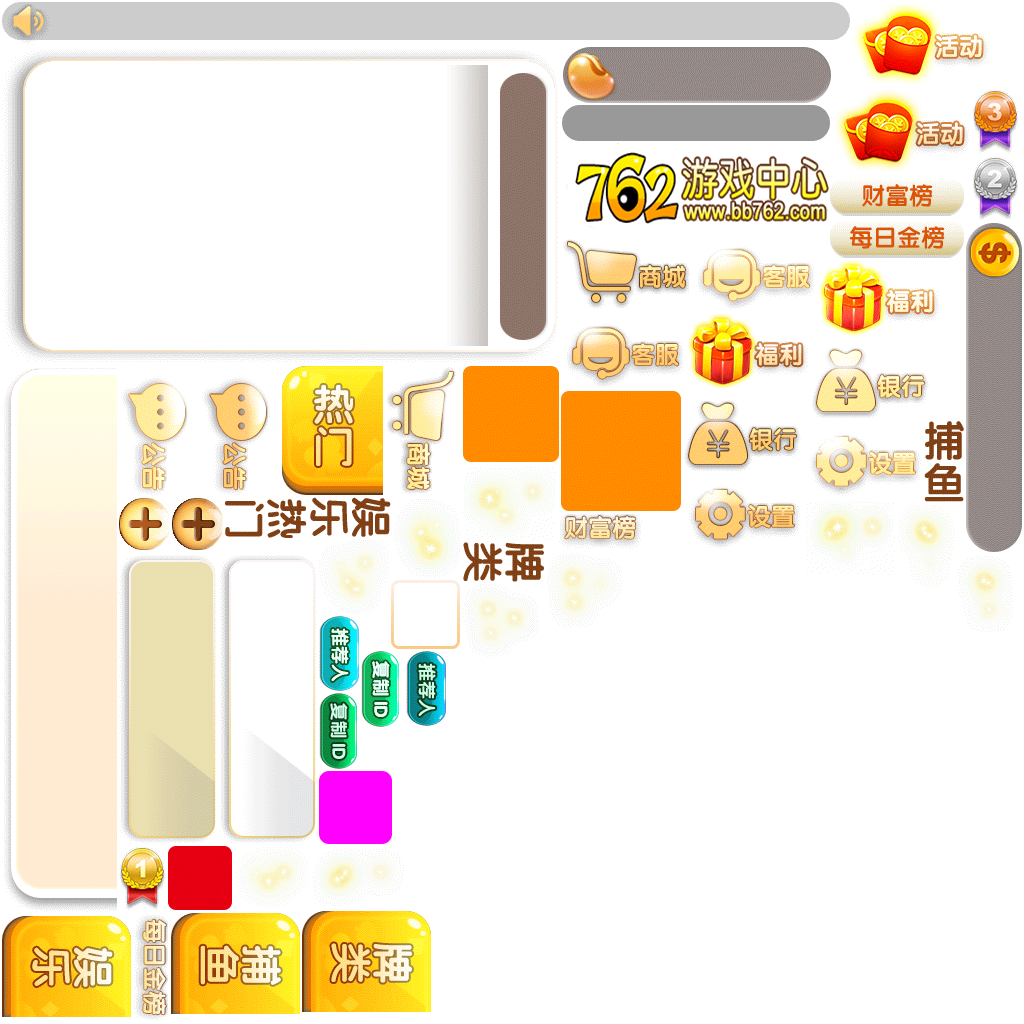 活动
活动
3
2
762游戏中心
www.bb762.com
财富榜
每日金榜
$
商城
客服
福利
客服
福利
银行
银行
设置
设置
捕鱼
财富榜
公告
公告
热门
商城
娱乐热门
牌类
推荐人
复制ID
推荐人
复制ID
1
娱乐
每日金榜
捕鱼
牌类